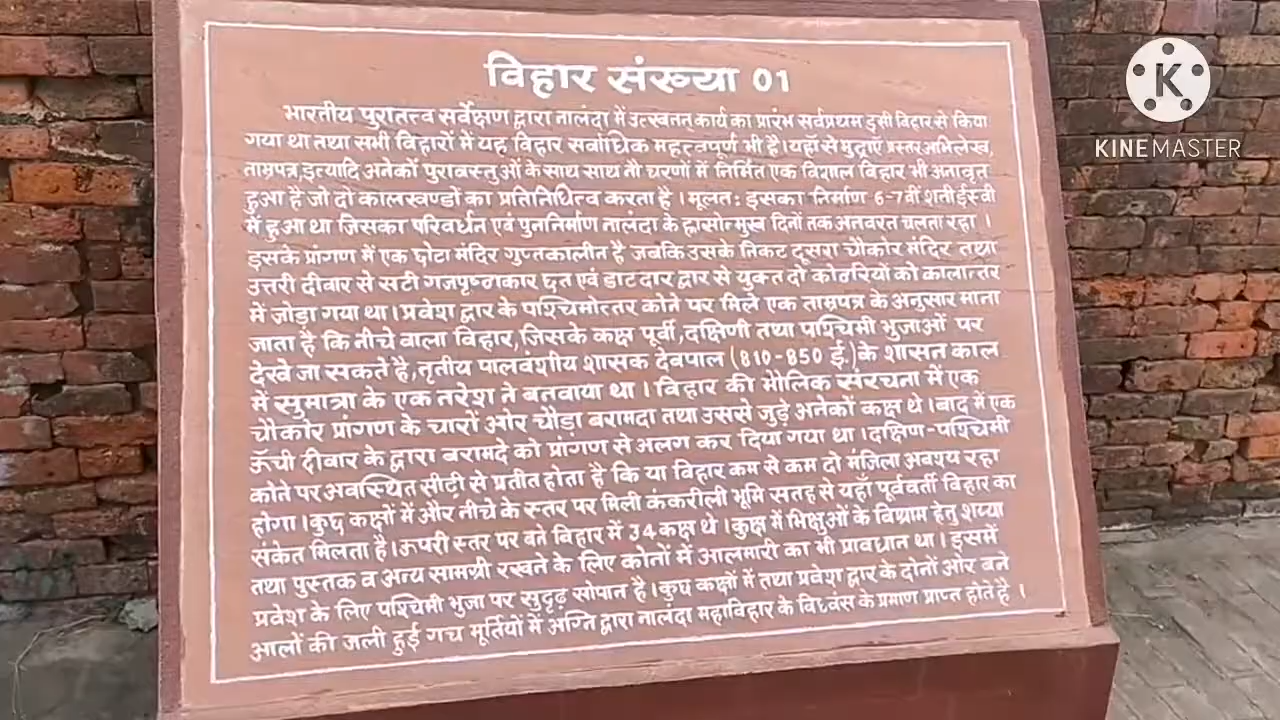 विहार संख्या 01
भारतीय पुरातत्त्व सर्वेक्षण द्वारा नालंदा में उत्खनन् कार्य का प्रारंभ सर्वप्रथम इसी विहार से किया
गया था तथा सभी विहारों में यह विहार सर्वाधिक महत्वपूर्ण भी है। यहाँ से मुद्राएँ प्रस्तर अभिलेख,
ताम्रपत्र, इत्यादि अनेकों पुरावस्तुओं के साथ साथ नौ चरणों में निर्मित एक विशाल विहार भी अनावृत
हुआ है जो दो कालखण्डों का प्रतिनिधित्व करता है । मूलत: इसका निर्माण 6-7वीं शती ईस्वी
में हुआ था जिसका परिवर्धन एवं पुननिर्माण नालंदा के ह्रासोन्मुख दिनों तक अनवरत चलता रहा ।
इसके प्रांगण में एक छोटा मंदिर गुप्तकालीन है जबकि उसके निकट दूसरा चौकोर मंदिर तथा
उत्तरी दीवार से सटी गजपृष्ठाकार छत एवं डाटदार द्वार से युक्त दो कोठरियों को कालान्तर
में जोड़ा गया था। प्रवेश द्वार के पश्चिमोत्तर कोने पर मिले एक ताम्रपत्र के अनुसार माना
जाता है कि नीचे वाला विहार, जिसके कक्ष पूर्वी, दक्षिणी तथा पश्चिमी भुजाओं पर
देखे जा सकते है, तृतीय पालवंशीय शासक देवपाल (810-850 ई.) के शासन काल
में सुमात्रा के एक नरेश ने बनवाया था । विहार की मौलिक संरचना में एक
चौकोर प्रांगण के चारों ओर चौड़ा बरामदा तथा उससे जुड़े अनेकों कक्ष थे । बाद में एक
ऊँची दीवार के द्वारा बरामदे को प्रांगण से अलग कर दिया गया था । दक्षिण-पश्चिमी
कोने पर अवस्थित सीढ़ी से प्रतीत होता है कि या विहार कम से कम दो मंजिला अवश्य रहा
होगा । कुछ कक्षों में और नीचे के स्तर पर मिली कंकरीली भूमि सतह से यहाँ पूर्ववर्ती विहार का
संकेत मिलता है। ऊपरी स्तर पर बने विहार में 34 कक्ष थे । कुक्ष में भिक्षुओं के विश्राम हेतु शय्या
तथा पुस्तक व अन्य सामग्री रखने के लिए कोनों में आलमारी का भी प्रावधान था । इसमें
प्रवेश के लिए पश्चिमी भुजा पर सुदृढ़ सोपान है । कुछ कक्षों में तथा प्रवेश द्वार के दोनों ओर बने
आलों की जली हुई गच मूर्तियों में अग्नि द्वारा नालंदा महाविहार के विध्वंस के प्रमाण प्राप्त होते है ।
K
KINEMASTER